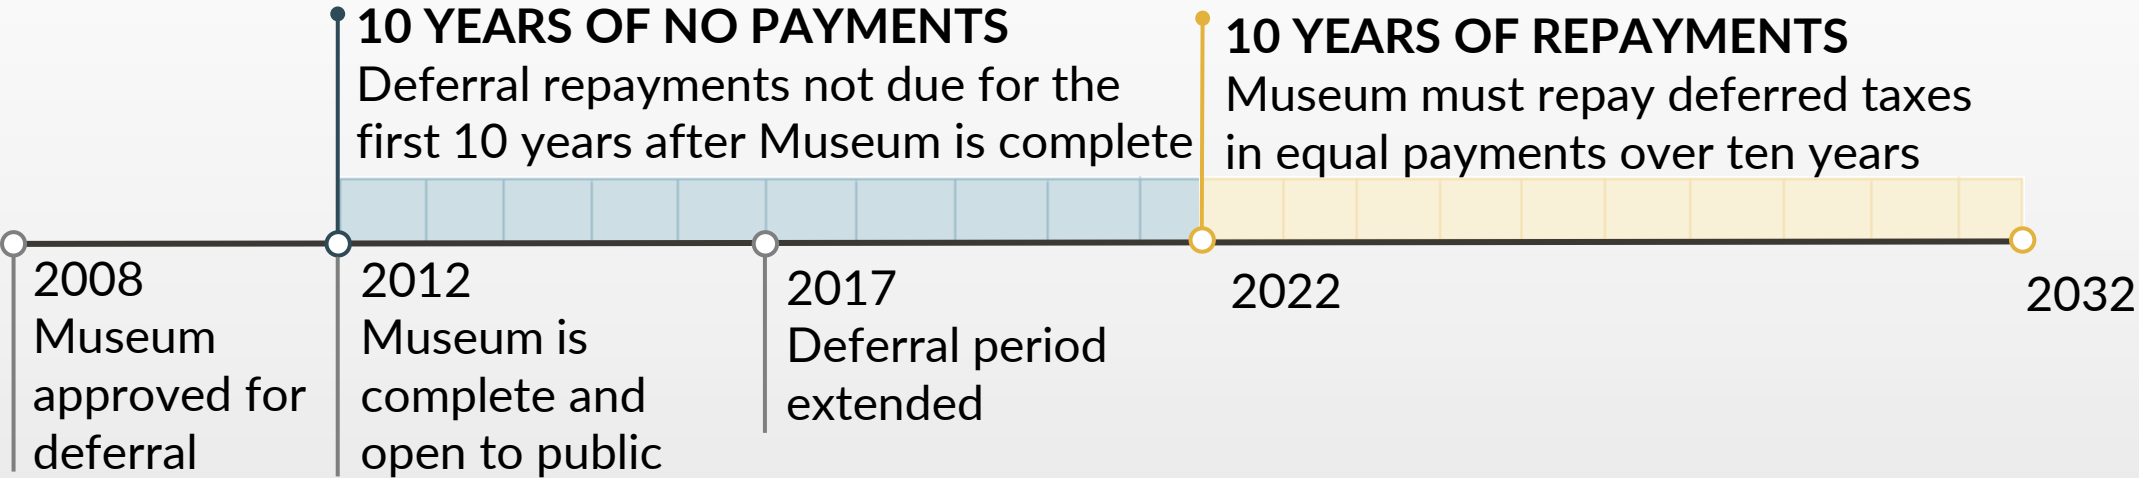 10 YEARS OF NO PAYMENTS
Deferral repayments not due for the
first 10 years after Museum is complete
10 YEARS OF REPAYMENTS
Museum must repay deferred taxes
in equal payments over ten years
2008
Museum
approved for
deferral
2012
Museum is
complete and
open to public
2017
Deferral period
extended
2022
2032